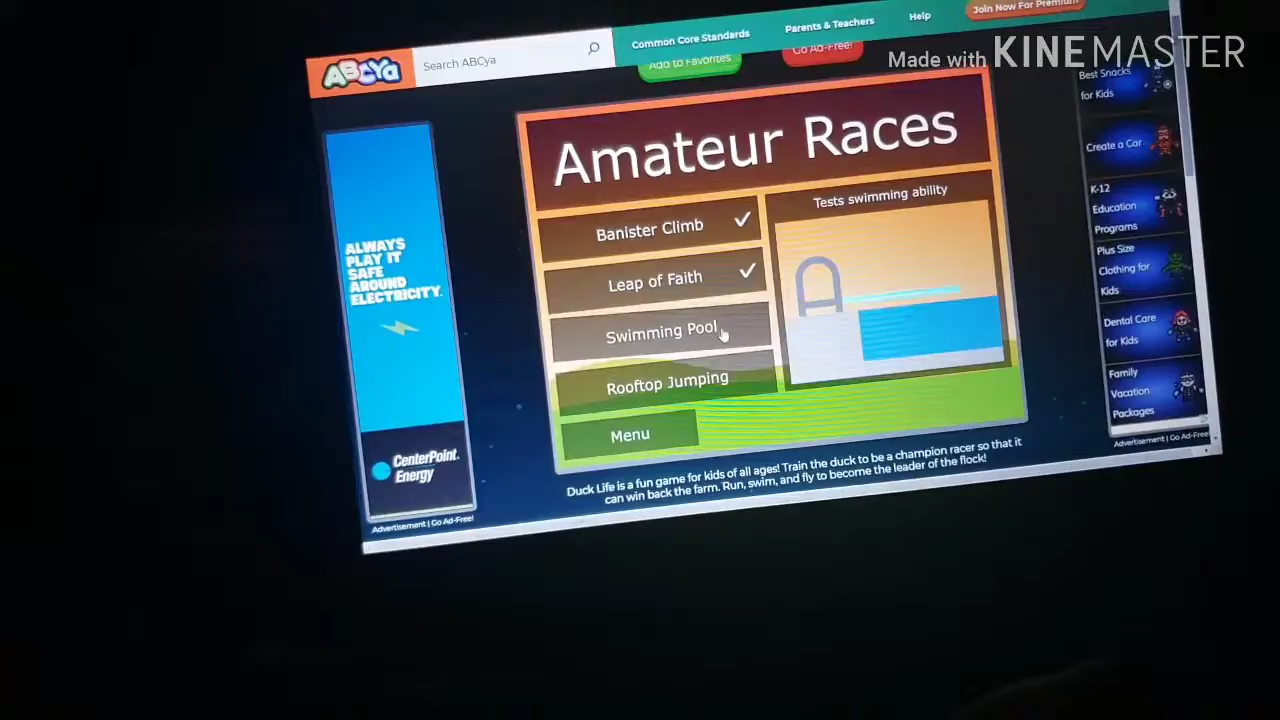 ABCYa
Search ABCya
Common Core Standards
Parents & Teachers
Help
Join Now For Premium
Add to Favorites
Go Ad-Free!
Made with KINEMASTER
Amateur Races
Banister Climb
Leap of Faith
Swimming Pool
Rooftop Jumping
Menu
Tests swimming ability
ALWAYS
PLAY IT
SAFE
AROUND
ELECTRICITY.
CenterPoint.
Energy
Advertisement | Go Ad-Free!
Duck Life is a fun game for kids of all ages! Train the duck to be a champion racer so that it
can win back the farm. Run, swim, and fly to become the leader of the flock!
Best Snacks
for Kids
Create a Car
K-12
Education
Programs
Plus Size
Clothing for
Kids
Dental Care
for Kids
Family
Vacation
Packages
Advertisement | Go Ad-Free